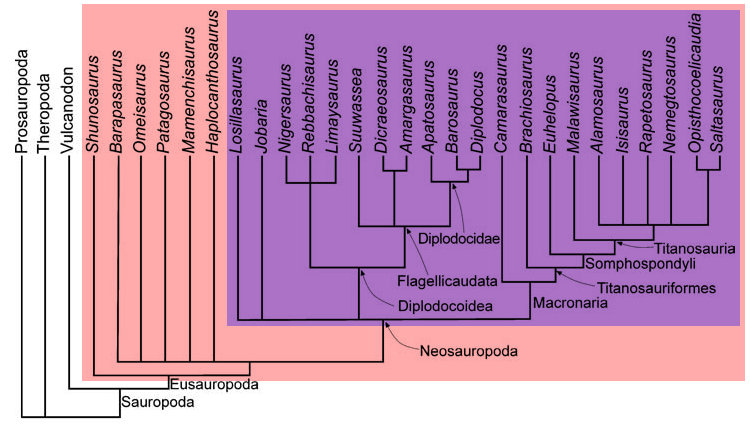 Prosauropoda
Theropoda
Vulcanodon
Shunosaurus
Barapasaurus
Omeisaurus
Patagosaurus
Mamenchisaurus
Haplocanthosaurus
Losillasaurus
Jobaria
Nigersaurus
Rebbachisaurus
Limaysaurus
Suuwassea
Dicraeosaurus
Amargasaurus
Apatosaurus
Barosaurus
Diplodocus
Camarasaurus
Brachiosaurus
Euhelopus
Malawisaurus
Alamosaurus
Isisaurus
Rapetosaurus
Nemegtosaurus
Opisthocoelicaudia
Saltasaurus
Diplodocidae
Titanosauria
Somphospondyli
Flagellicaudata
Titanosauriformes
Diplodocoidea
Macronaria
Neosauropoda
Eusauropoda
Sauropoda